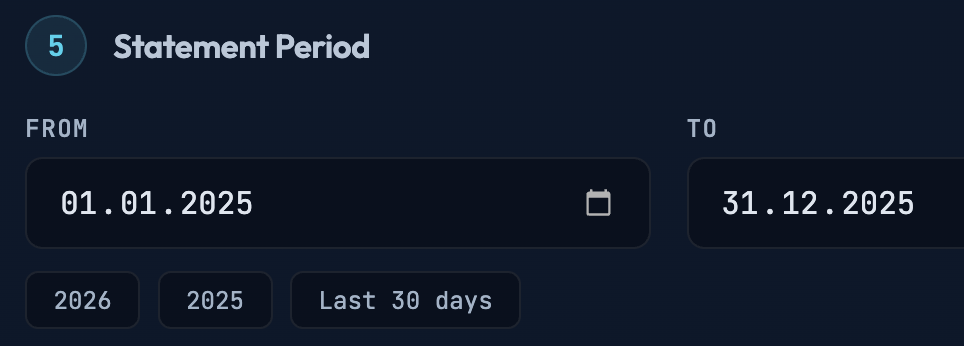 5 Statement Period
FROM TO
01.01.2025 31.12.2025
2026 2025 Last 30 days